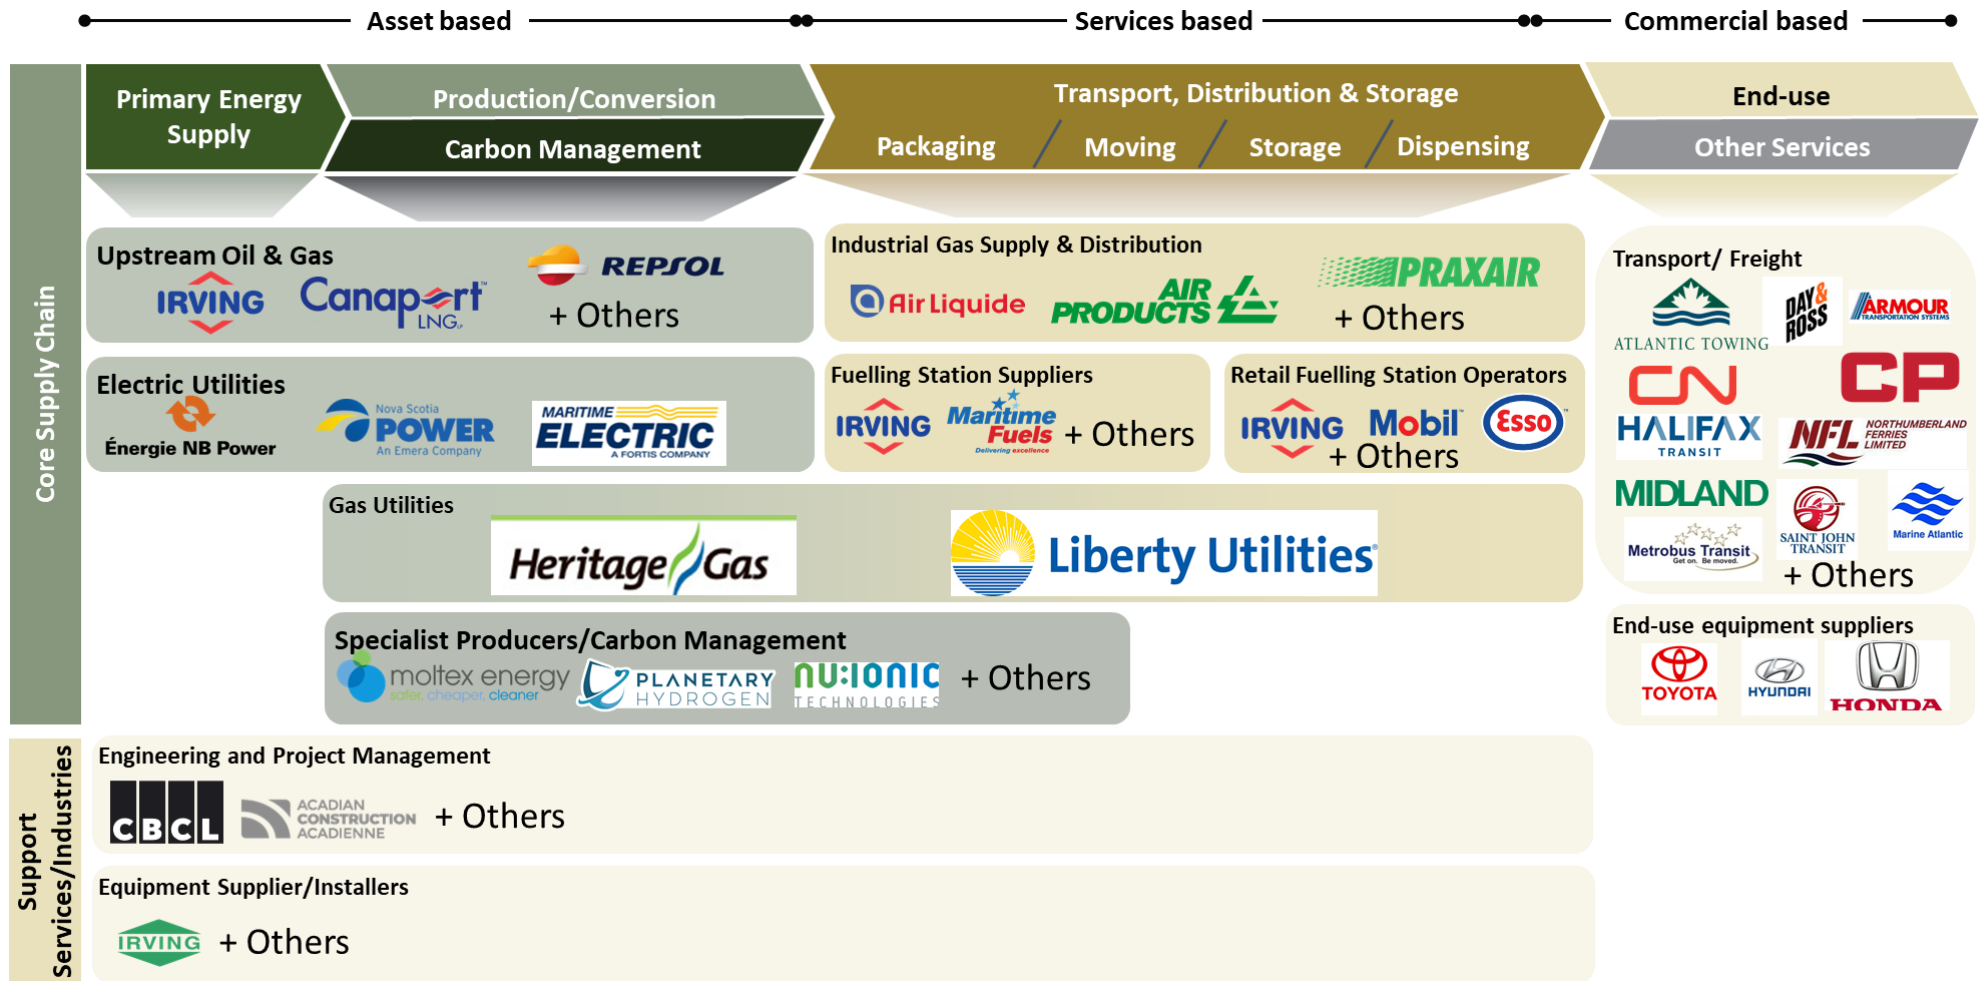 Asset based
Services based
Commercial based
Primary Energy
Supply
Production/Conversion
Carbon Management
Transport, Distribution & Storage
Packaging
Moving
Storage
Dispensing
End-use
Other Services
Core Supply Chain
Upstream Oil & Gas
IRVING
Canaport
LNG LP
REPSOL
+ Others
Industrial Gas Supply & Distribution
Air Liquide
AIR
PRODUCTS
PRAXAIR
+ Others
Transport/ Freight
ATLANTIC TOWING
DAY &
ROSS
ARMOUR
TRANSPORTATION SYSTEMS
CN
CP
HALIFAX
TRANSIT
NFL
NORTHUMBERLAND
FERRIES
LIMITED
MIDLAND
SAINT JOHN
TRANSIT
Marine Atlantic
Metrobus Transit
Get on. Be moved.
+ Others
Electric Utilities
Énergie NB Power
Nova Scotia
POWER
An Emera Company
MARITIME
ELECTRIC
A FORTIS COMPANY
Fuelling Station Suppliers
IRVING
Maritime
Fuels
Delivering excellence
+ Others
Retail Fuelling Station Operators
IRVING
Mobil™
Esso
+ Others
Gas Utilities
Heritage Gas
Liberty Utilities®
Specialist Producers/Carbon Management
moltex energy
safer. cheaper. cleaner
PLANETARY
HYDROGEN
NU:IONIC
TECHNOLOGIES
+ Others
End-use equipment suppliers
TOYOTA
HYUNDAI
HONDA
Support
Services/Industries
Engineering and Project Management
CBCL
ACADIAN
CONSTRUCTION
ACADIENNE
+ Others
Equipment Supplier/Installers
IRVING
+ Others